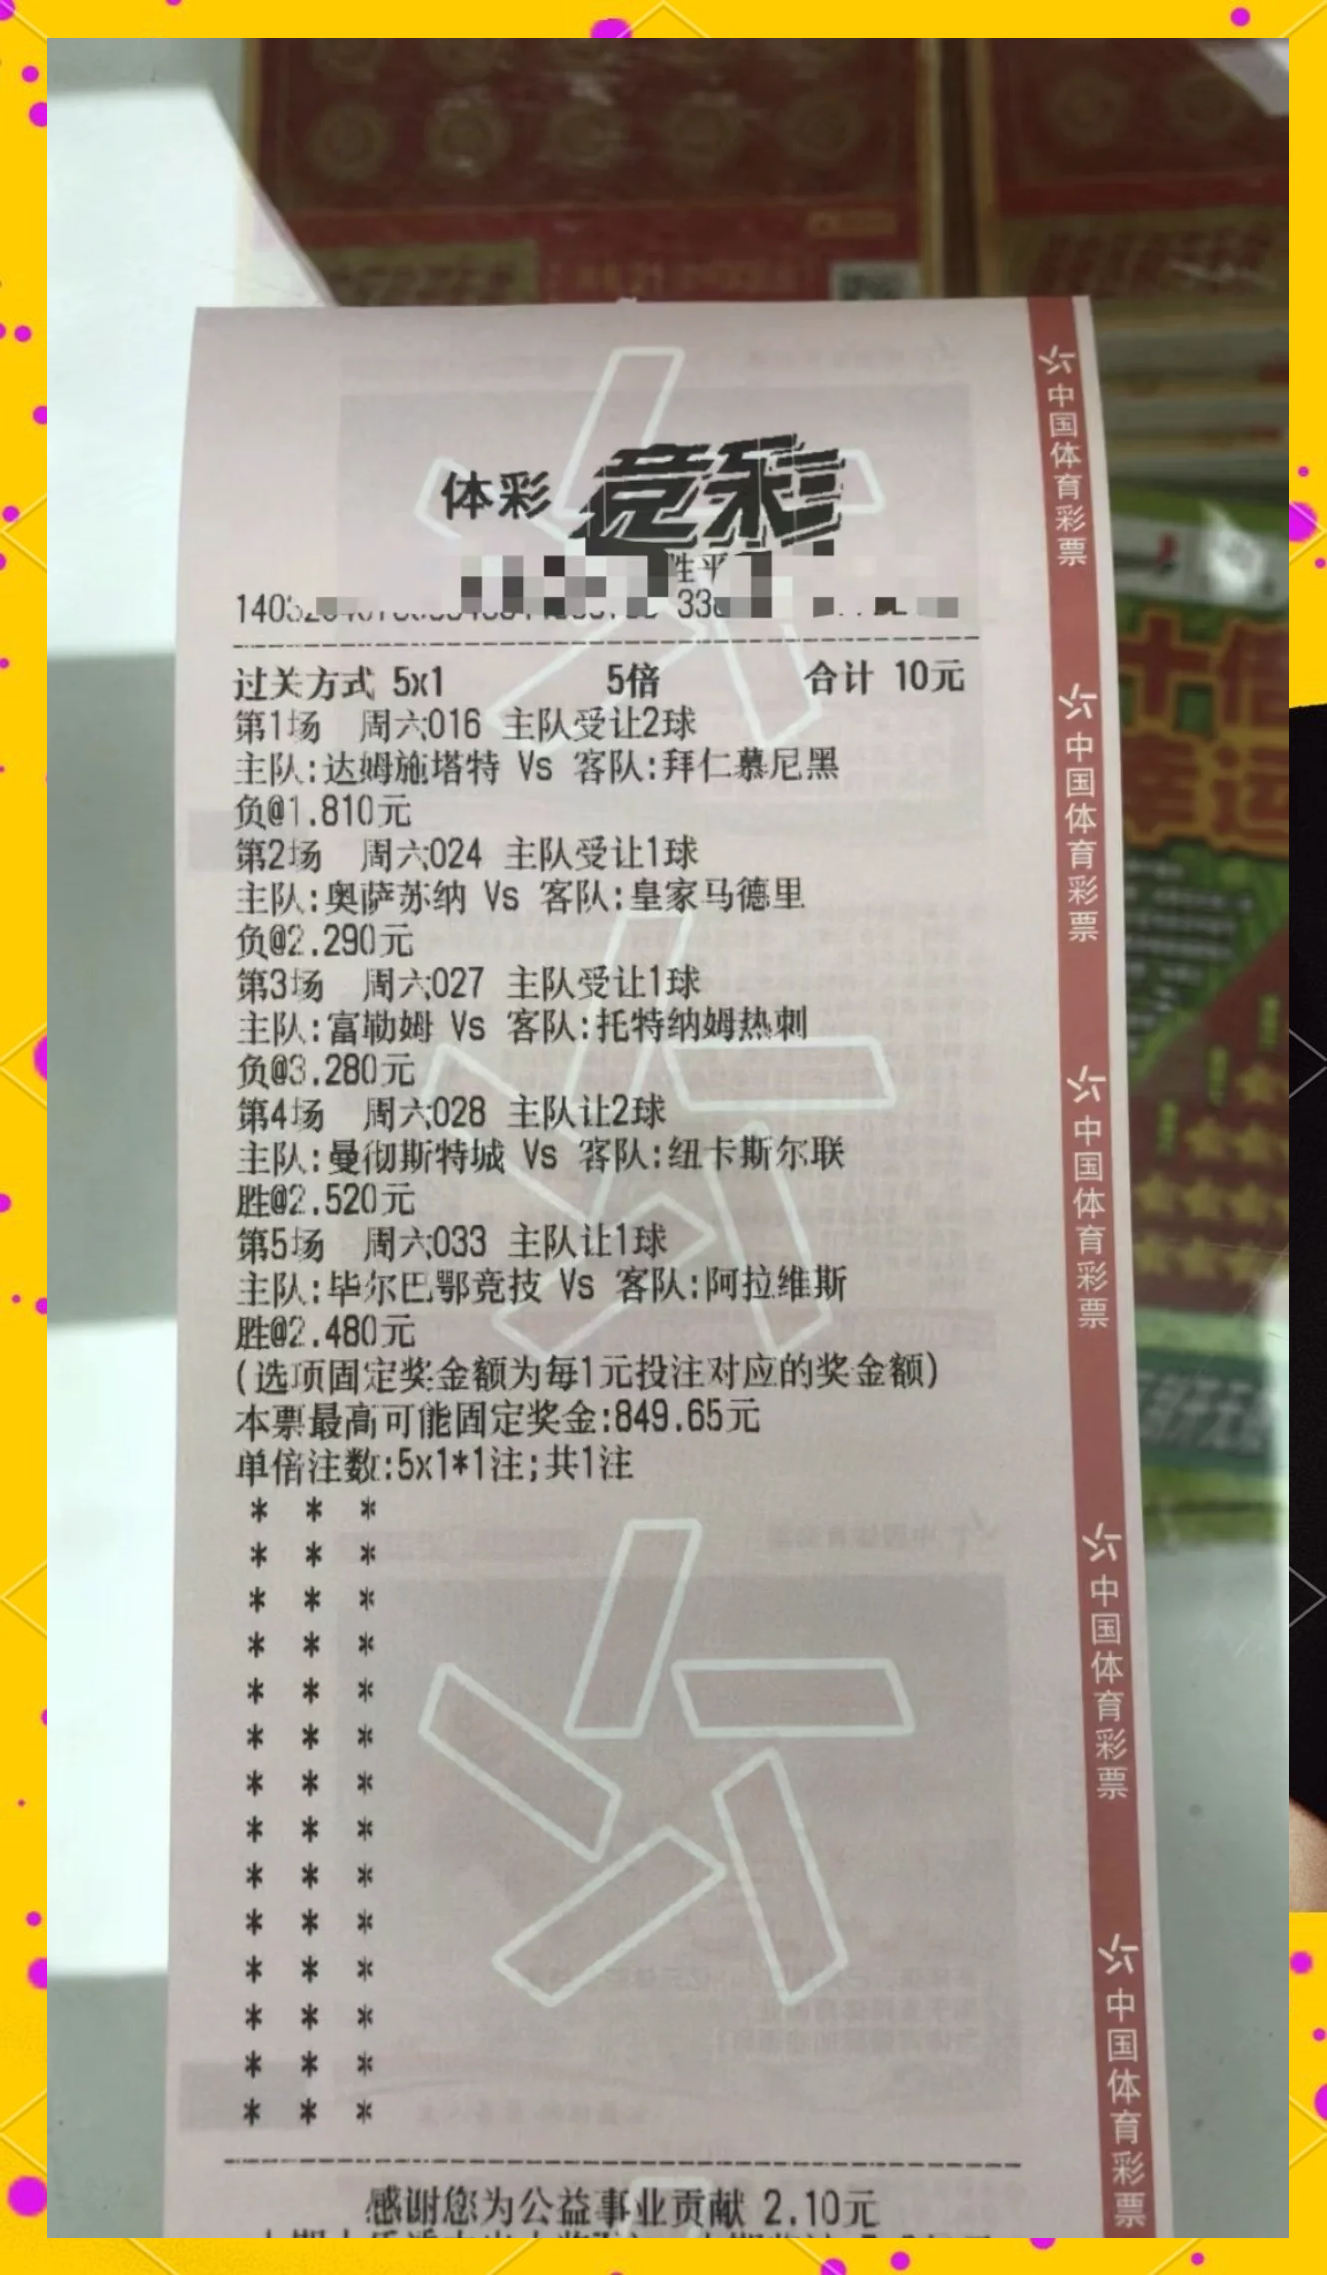 体彩 竞彩
过关方式 5x1 5倍 合计 10元
第1场 周六016 主队受让2球
主队:达姆施塔特 Vs 客队:拜仁慕尼黑
负@1.810元
第2场 周六024 主队受让1球
主队:奥萨苏纳 Vs 客队:皇家马德里
负@2.290元
第3场 周六027 主队受让1球
主队:富勒姆 Vs 客队:托特纳姆热刺
负@3.280元
第4场 周六028 主队让2球
主队:曼彻斯特城 Vs 客队:纽卡斯尔联
胜@2.520元
第5场 周六033 主队让1球
主队:毕尔巴鄂竞技 Vs 客队:阿拉维斯
胜@2.480元
(选项固定奖金额为每1元投注对应的奖金额)
本票最高可能固定奖金:849.65元
单倍注数:5x1*1注;共1注
* * *
* * *
* * *
* * *
* * *
* * *
* * *
* * *
* * *
* * *
* * *
* * *
* * *
* * *
感谢您为公益事业贡献 2.10元
中国体育彩票
中国体育彩票
中国体育彩票
中国体育彩票
中国体育彩票